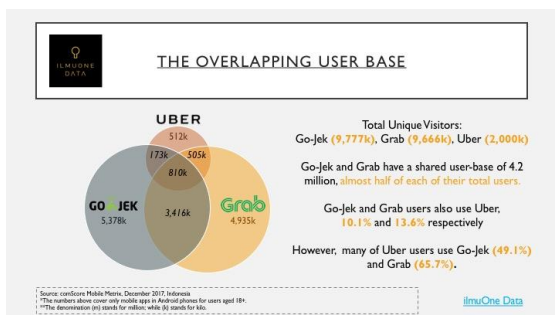 ILMUONE
DATA
THE OVERLAPPING USER BASE
UBER
512k
173k
505k
810k
GO JEK
5,378k
3,416k
Grab
4,935k
Total Unique Visitors:
Go-Jek (9,777k), Grab (9,666k), Uber (2,000k)
Go-Jek and Grab have a shared user-base of 4.2
million, almost half of each of their total users.
Go-Jek and Grab users also use Uber,
10.1% and 13.6% respectively
However, many of Uber users use Go-Jek (49.1%)
and Grab (65.7%).
Source: comScore Mobile Metrix, December 2017, Indonesia
*The numbers above cover only mobile apps in Android phones for users aged 18+.
**The denomination (m) stands for million; while (k) stands for kilo.
ilmuOne Data